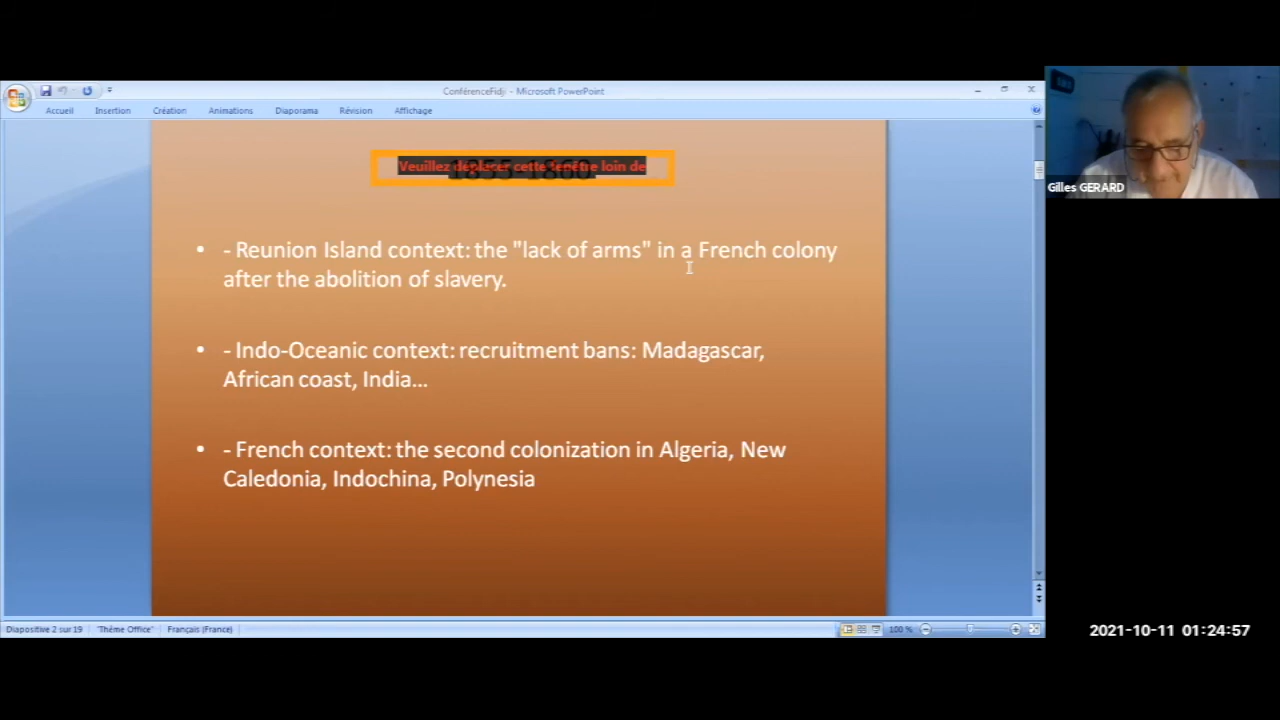 ConférenceFidji - Microsoft PowerPoint
Accueil Insertion Création Animations Diaporama Révision Affichage
Veuillez déplacer cette fenêtre loin de
1855-1860
• - Reunion Island context: the "lack of arms" in a French colony
after the abolition of slavery.
• - Indo-Oceanic context: recruitment bans: Madagascar,
African coast, India...
• - French context: the second colonization in Algeria, New
Caledonia, Indochina, Polynesia
Gilles GERARD
Diapositive 2 sur 19 "Thème Office" Français (France) 100 %
2021-10-11 01:24:57